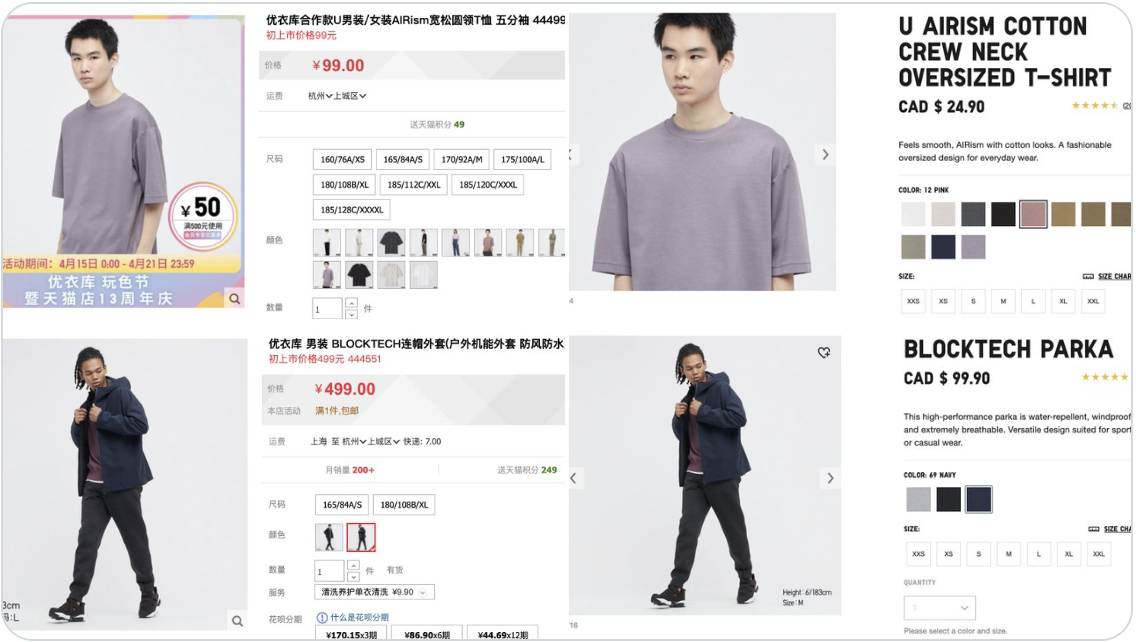 优衣库合作款U男装/女装AIRism宽松圆领T恤 五分袖 44499
初上市价格99元
价格 ¥99.00
运费 杭州 上城区
送天猫积分 49
尺码 160/76A/XS 165/84A/S 170/92A/M 175/100A/L
180/108B/XL 185/112C/XXL 185/120C/XXXL
185/128C/XXXXL
颜色
数量 1 件
¥50
满500元使用
活动期间：4月15日 0:00 - 4月21日 23:59
优衣库 玩色节
暨天猫店13周年庆
4
U AIRISM COTTON
CREW NECK
OVERSIZED T-SHIRT
CAD $ 24.90
Feels smooth, AIRism with cotton looks. A fashionable
oversized design for everyday wear.
COLOR: 12 PINK
SIZE: SIZE CHAR
XXS XS S M L XL XXL
3cm
码:L
优衣库 男装 BLOCKTECH连帽外套(户外机能外套 防风防水
初上市价格499元 444551
价格 ¥499.00
本店活动 满1件,包邮
运费 上海 至 杭州 上城区 快递: 7.00
月销量 200+ 送天猫积分 249
尺码 165/84A/S 180/108B/XL
颜色
数量 1 件 有货
服务 清洗养护单衣清洗 ¥9.90
花呗分期 什么是花呗分期
¥170.15x3期 ¥86.90x6期 ¥44.69x12期
Height: 6/183cm
Size: M
16
BLOCKTECH PARKA
CAD $ 99.90
This high-performance parka is water-repellent, windproof
and extremely breathable. Versatile design suited for sport
or casual wear.
COLOR: 69 NAVY
SIZE: SIZE CHA
XXS XS S M L XL XXL
QUANTITY
1
Please select a color and size.